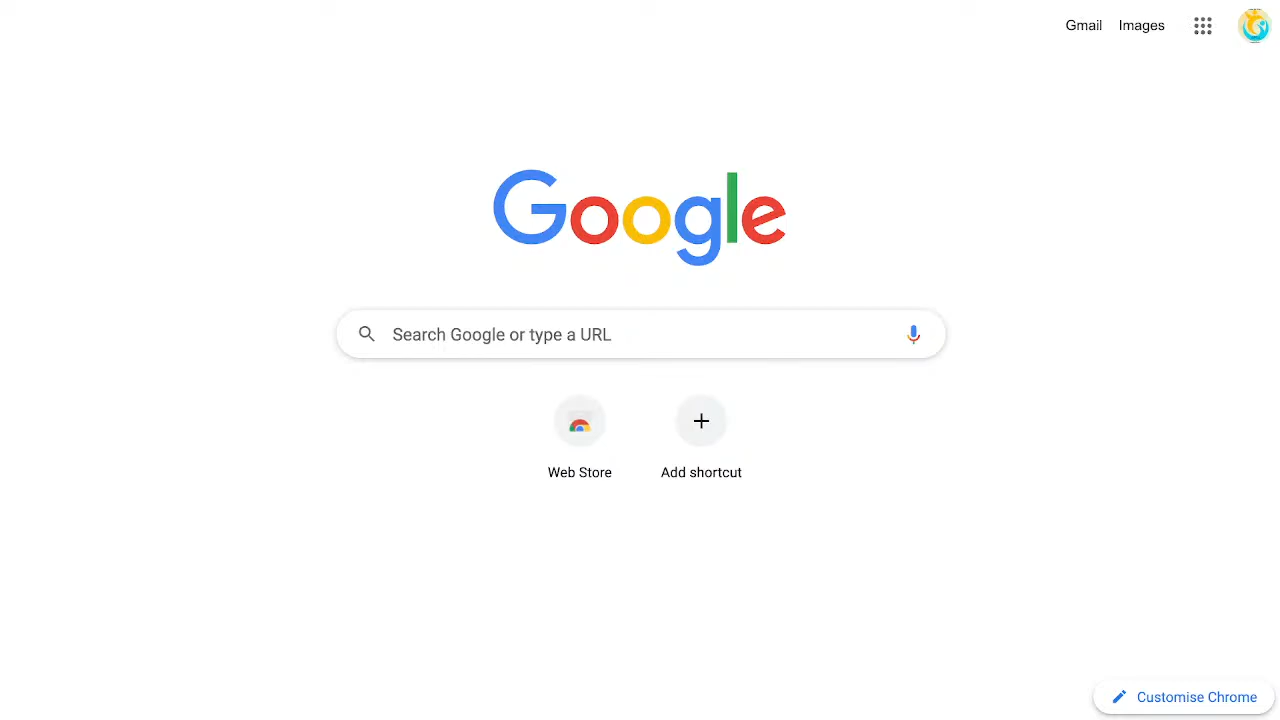 Gmail Images
Google
Search Google or type a URL
Web Store Add shortcut
Customise Chrome